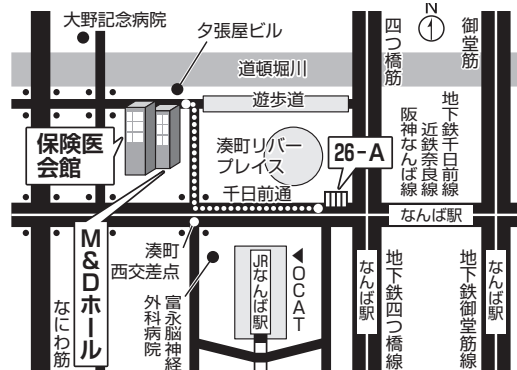 大野記念病院
夕張屋ビル
四つ橋筋
N
御堂筋
道頓堀川
遊歩道
保険医
会館
湊町リバー
プレイス
26-A
阪神なんば線
近鉄奈良線
地下鉄千日前線
千日前通
なんば駅
M&Dホール
なにわ筋
湊町
西交差点
富永脳神経
外科病院
JRなんば駅
◀OCAT
なんば駅
地下鉄四つ橋線
地下鉄御堂筋線
なんば駅